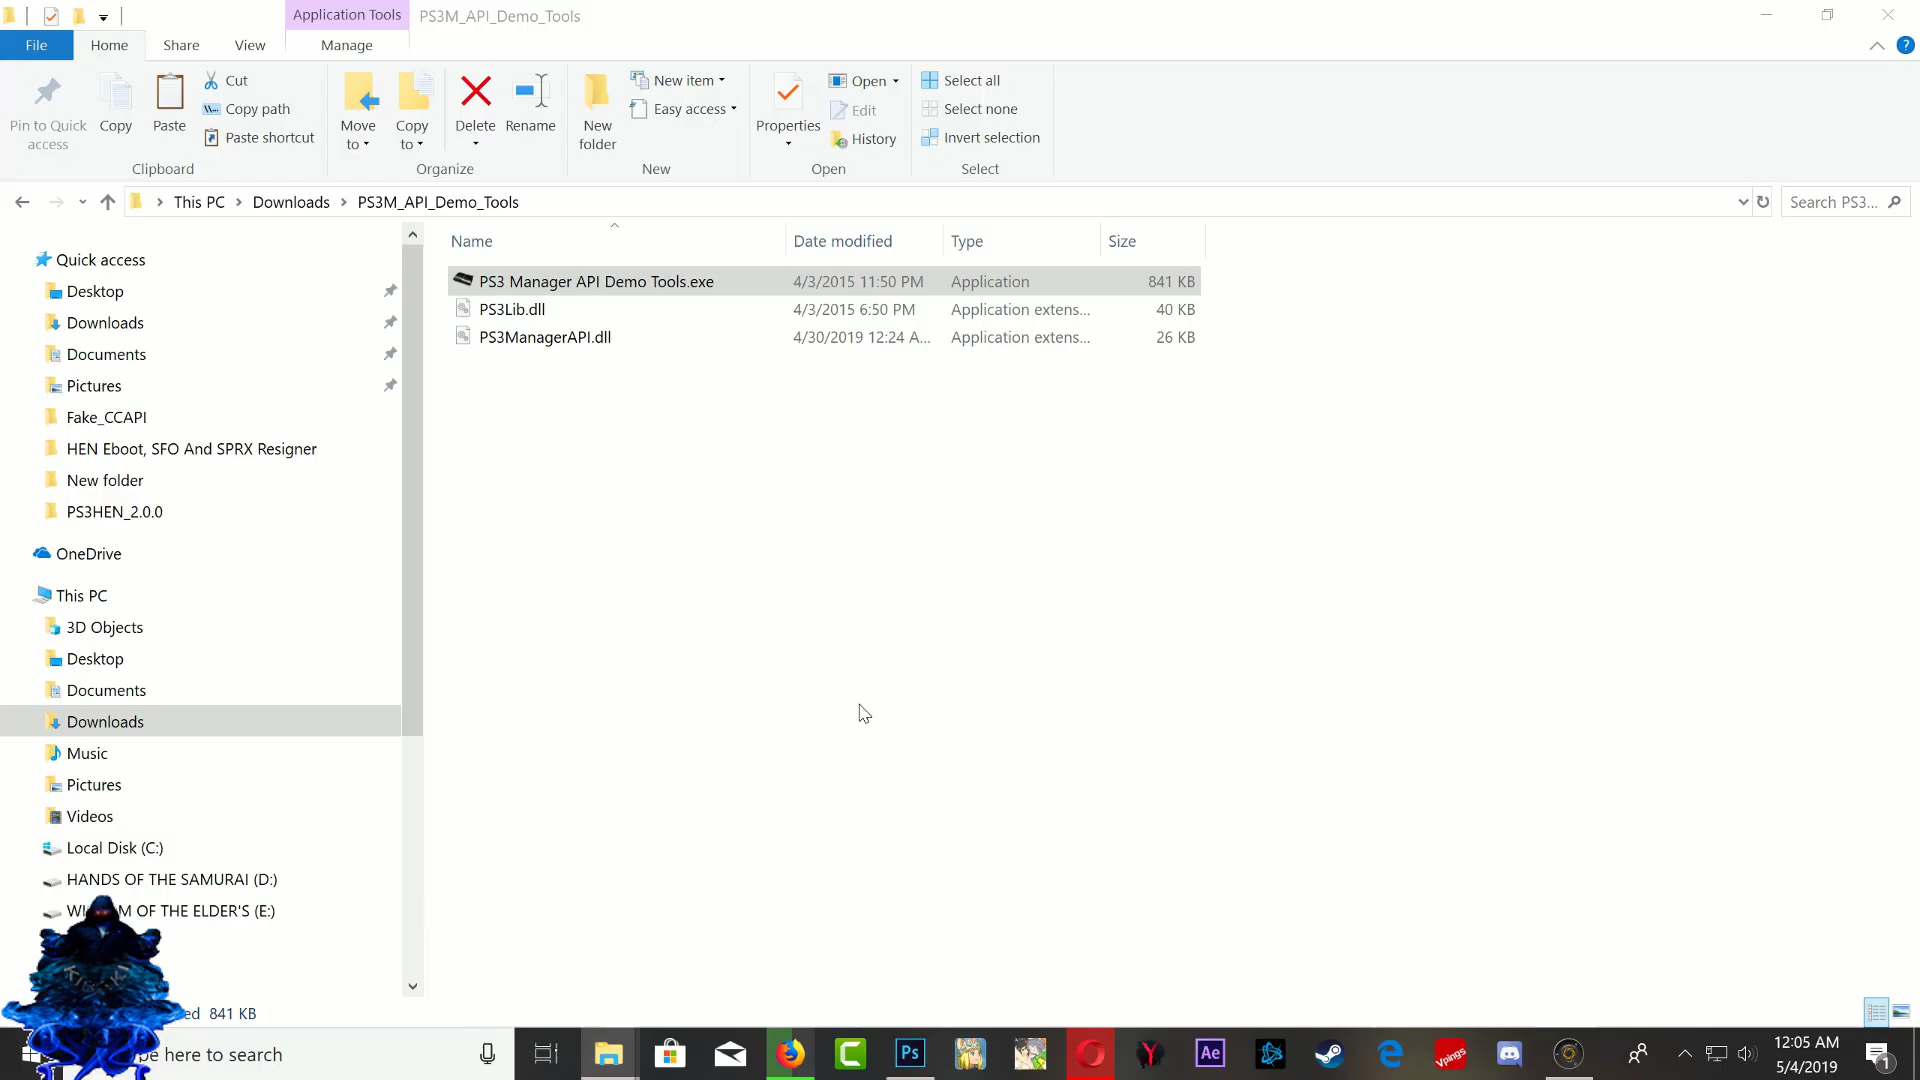 Application Tools
PS3M_API_Demo_Tools
File
Home
Share
View
Manage
Pin to Quick access
Copy
Paste
Cut
Copy path
Paste shortcut
Clipboard
Move to
Copy to
Delete
Rename
Organize
New folder
New item
Easy access
New
Properties
Open
Edit
History
Open
Select all
Select none
Invert selection
Select
This PC > Downloads > PS3M_API_Demo_Tools
Search PS3...
Name
Date modified
Type
Size
PS3 Manager API Demo Tools.exe 4/3/2015 11:50 PM Application 841 KB
PS3Lib.dll 4/3/2015 6:50 PM Application extens... 40 KB
PS3ManagerAPI.dll 4/30/2019 12:24 A... Application extens... 26 KB
Quick access
Desktop
Downloads
Documents
Pictures
Fake_CCAPI
HEN Eboot, SFO And SPRX Resigner
New folder
PS3HEN_2.0.0
OneDrive
This PC
3D Objects
Desktop
Documents
Downloads
Music
Pictures
Videos
Local Disk (C:)
HANDS OF THE SAMURAI (D:)
OF THE ELDER'S (E:)
841 KB
here to search
Ps
Ae
Vpings
12:05 AM
5/4/2019
1